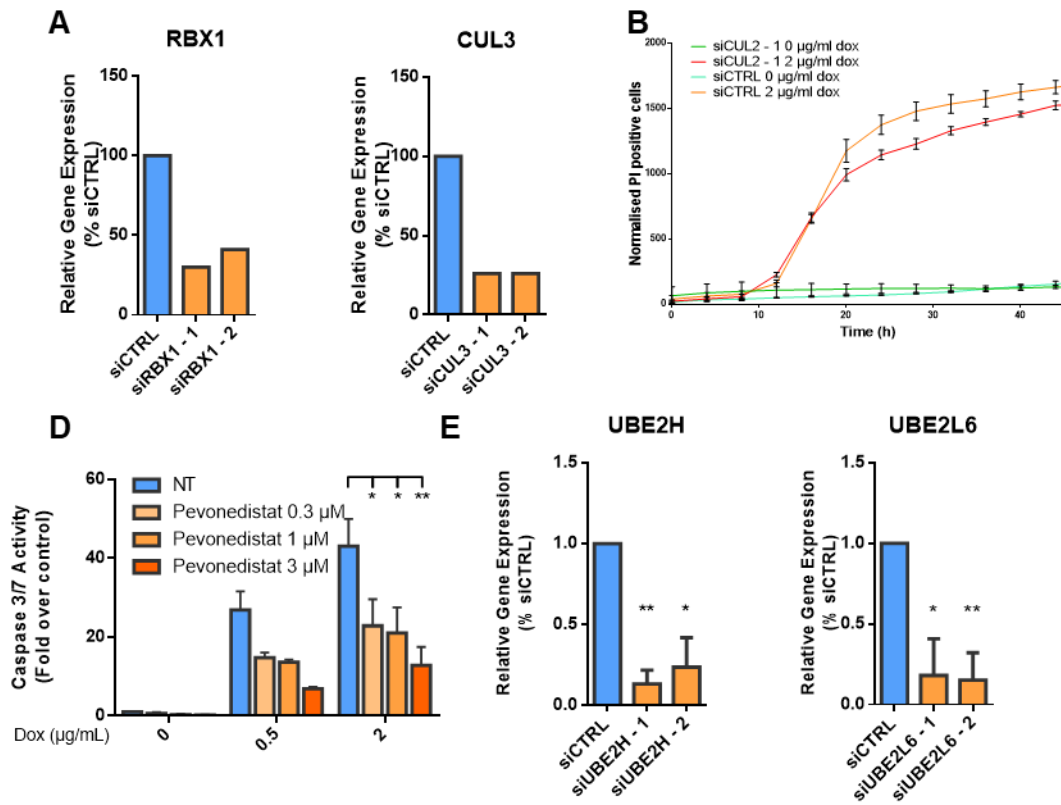 A
RBX1
Relative Gene Expression
(% siCTRL)
150
100
50
0
siCTRL
siRBX1 - 1
siRBX1 - 2
CUL3
Relative Gene Expression
(% siCTRL)
150
100
50
0
siCTRL
siCUL3 - 1
siCUL3 - 2
B
siCUL2 - 1 0 µg/ml dox
siCUL2 - 1 2 µg/ml dox
siCTRL 0 µg/ml dox
siCTRL 2 µg/ml dox
Normalised PI positive cells
2000
1500
1000
500
0
0 10 20 30 40
Time (h)
D
Caspase 3/7 Activity
(Fold over control)
60
40
20
0
NT
Pevonedistat 0.3 µM
Pevonedistat 1 µM
Pevonedistat 3 µM
* * **
Dox (µg/mL) 0 0.5 2
E
UBE2H
Relative Gene Expression
(% siCTRL)
1.5
1.0
0.5
0.0
** *
siCTRL
siUBE2H - 1
siUBE2H - 2
UBE2L6
Relative Gene Expression
(% siCTRL)
1.5
1.0
0.5
0.0
* **
siCTRL
siUBE2L6 - 1
siUBE2L6 - 2